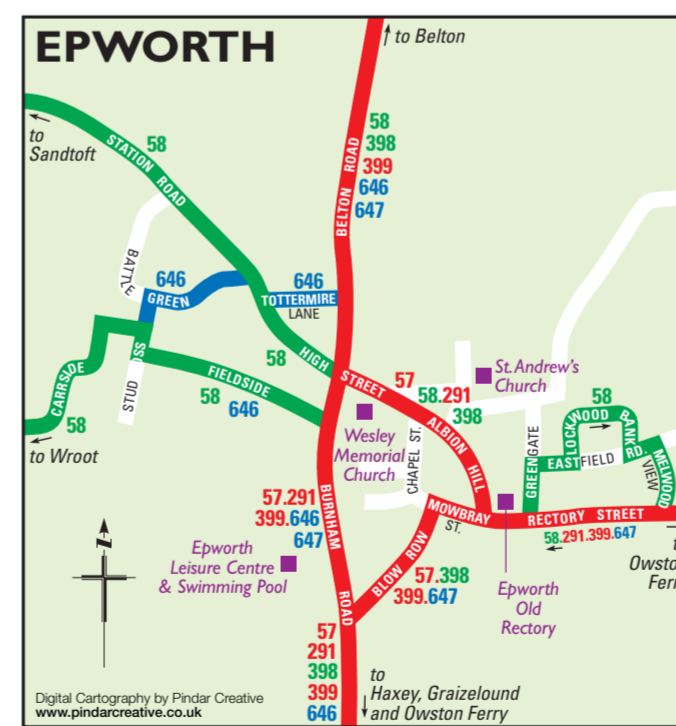 EPWORTH
to Belton
to
Sandtoft
58
STATION ROAD
58
398
399
646
647
BELTON ROAD
BATTLE
GREEN
646
646
TOTTERMIRE
LANE
58
HIGH
STREET
57
58.291
398
ALBION HILL
St. Andrew's
Church
CARRSIDE
58
to Wroot
STUD
OSS
FIELDSIDE
58
646
Wesley
Memorial
Church
CHAPEL ST.
GREENGATE
58
LOCKWOOD BANK RD.
EASTFIELD
MELWOOD
VIEW
MOWBRAY
ST.
RECTORY STREET
58.291.399.647
Owsto
Ferr
57.291
399.646
647
BURNHAM
ROAD
BLOW ROW
57.398
399.647
Epworth
Leisure Centre
& Swimming Pool
Epworth
Old
Rectory
57
291
398
399
646
to
Haxey, Graizelound
and Owston Ferry
N
Digital Cartography by Pindar Creative
www.pindarcreative.co.uk